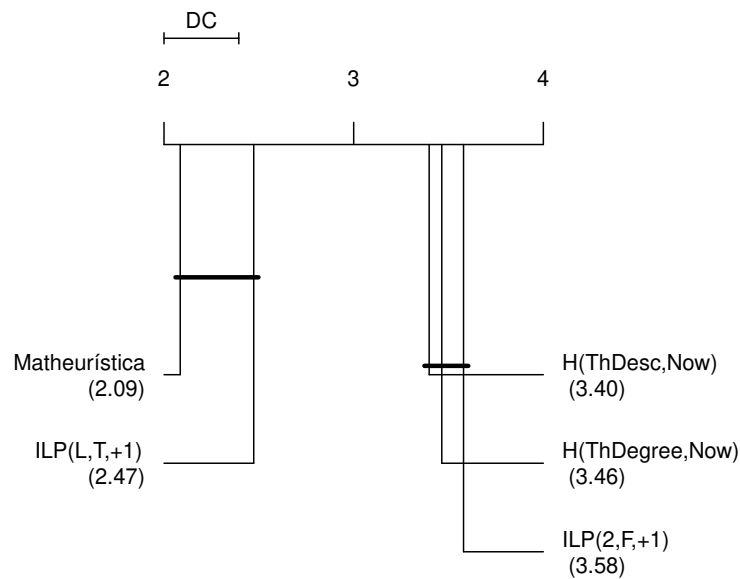 DC
2 3 4
Matheurística
(2.09)
ILP(L,T,+1)
(2.47)
H(ThDesc,Now)
(3.40)
H(ThDegree,Now)
(3.46)
ILP(2,F,+1)
(3.58)